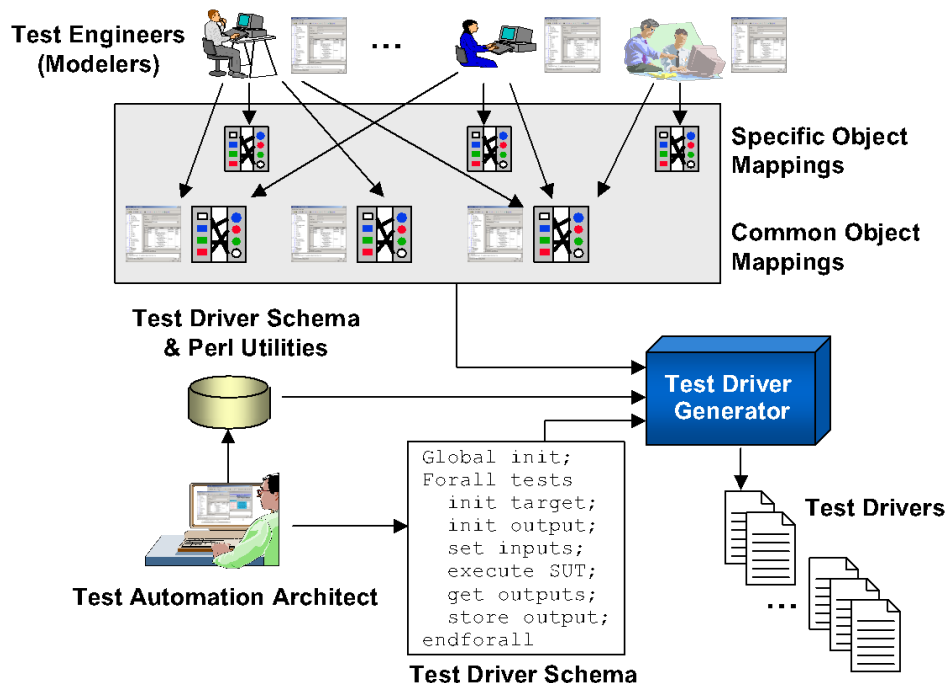 Test Engineers
(Modelers)
...
Specific Object
Mappings
Common Object
Mappings
Test Driver Schema
& Perl Utilities
Test Driver
Generator
Global init;
Forall tests
init target;
init output;
set inputs;
execute SUT;
get outputs;
store output;
endforall
Test Drivers
...
Test Automation Architect
Test Driver Schema